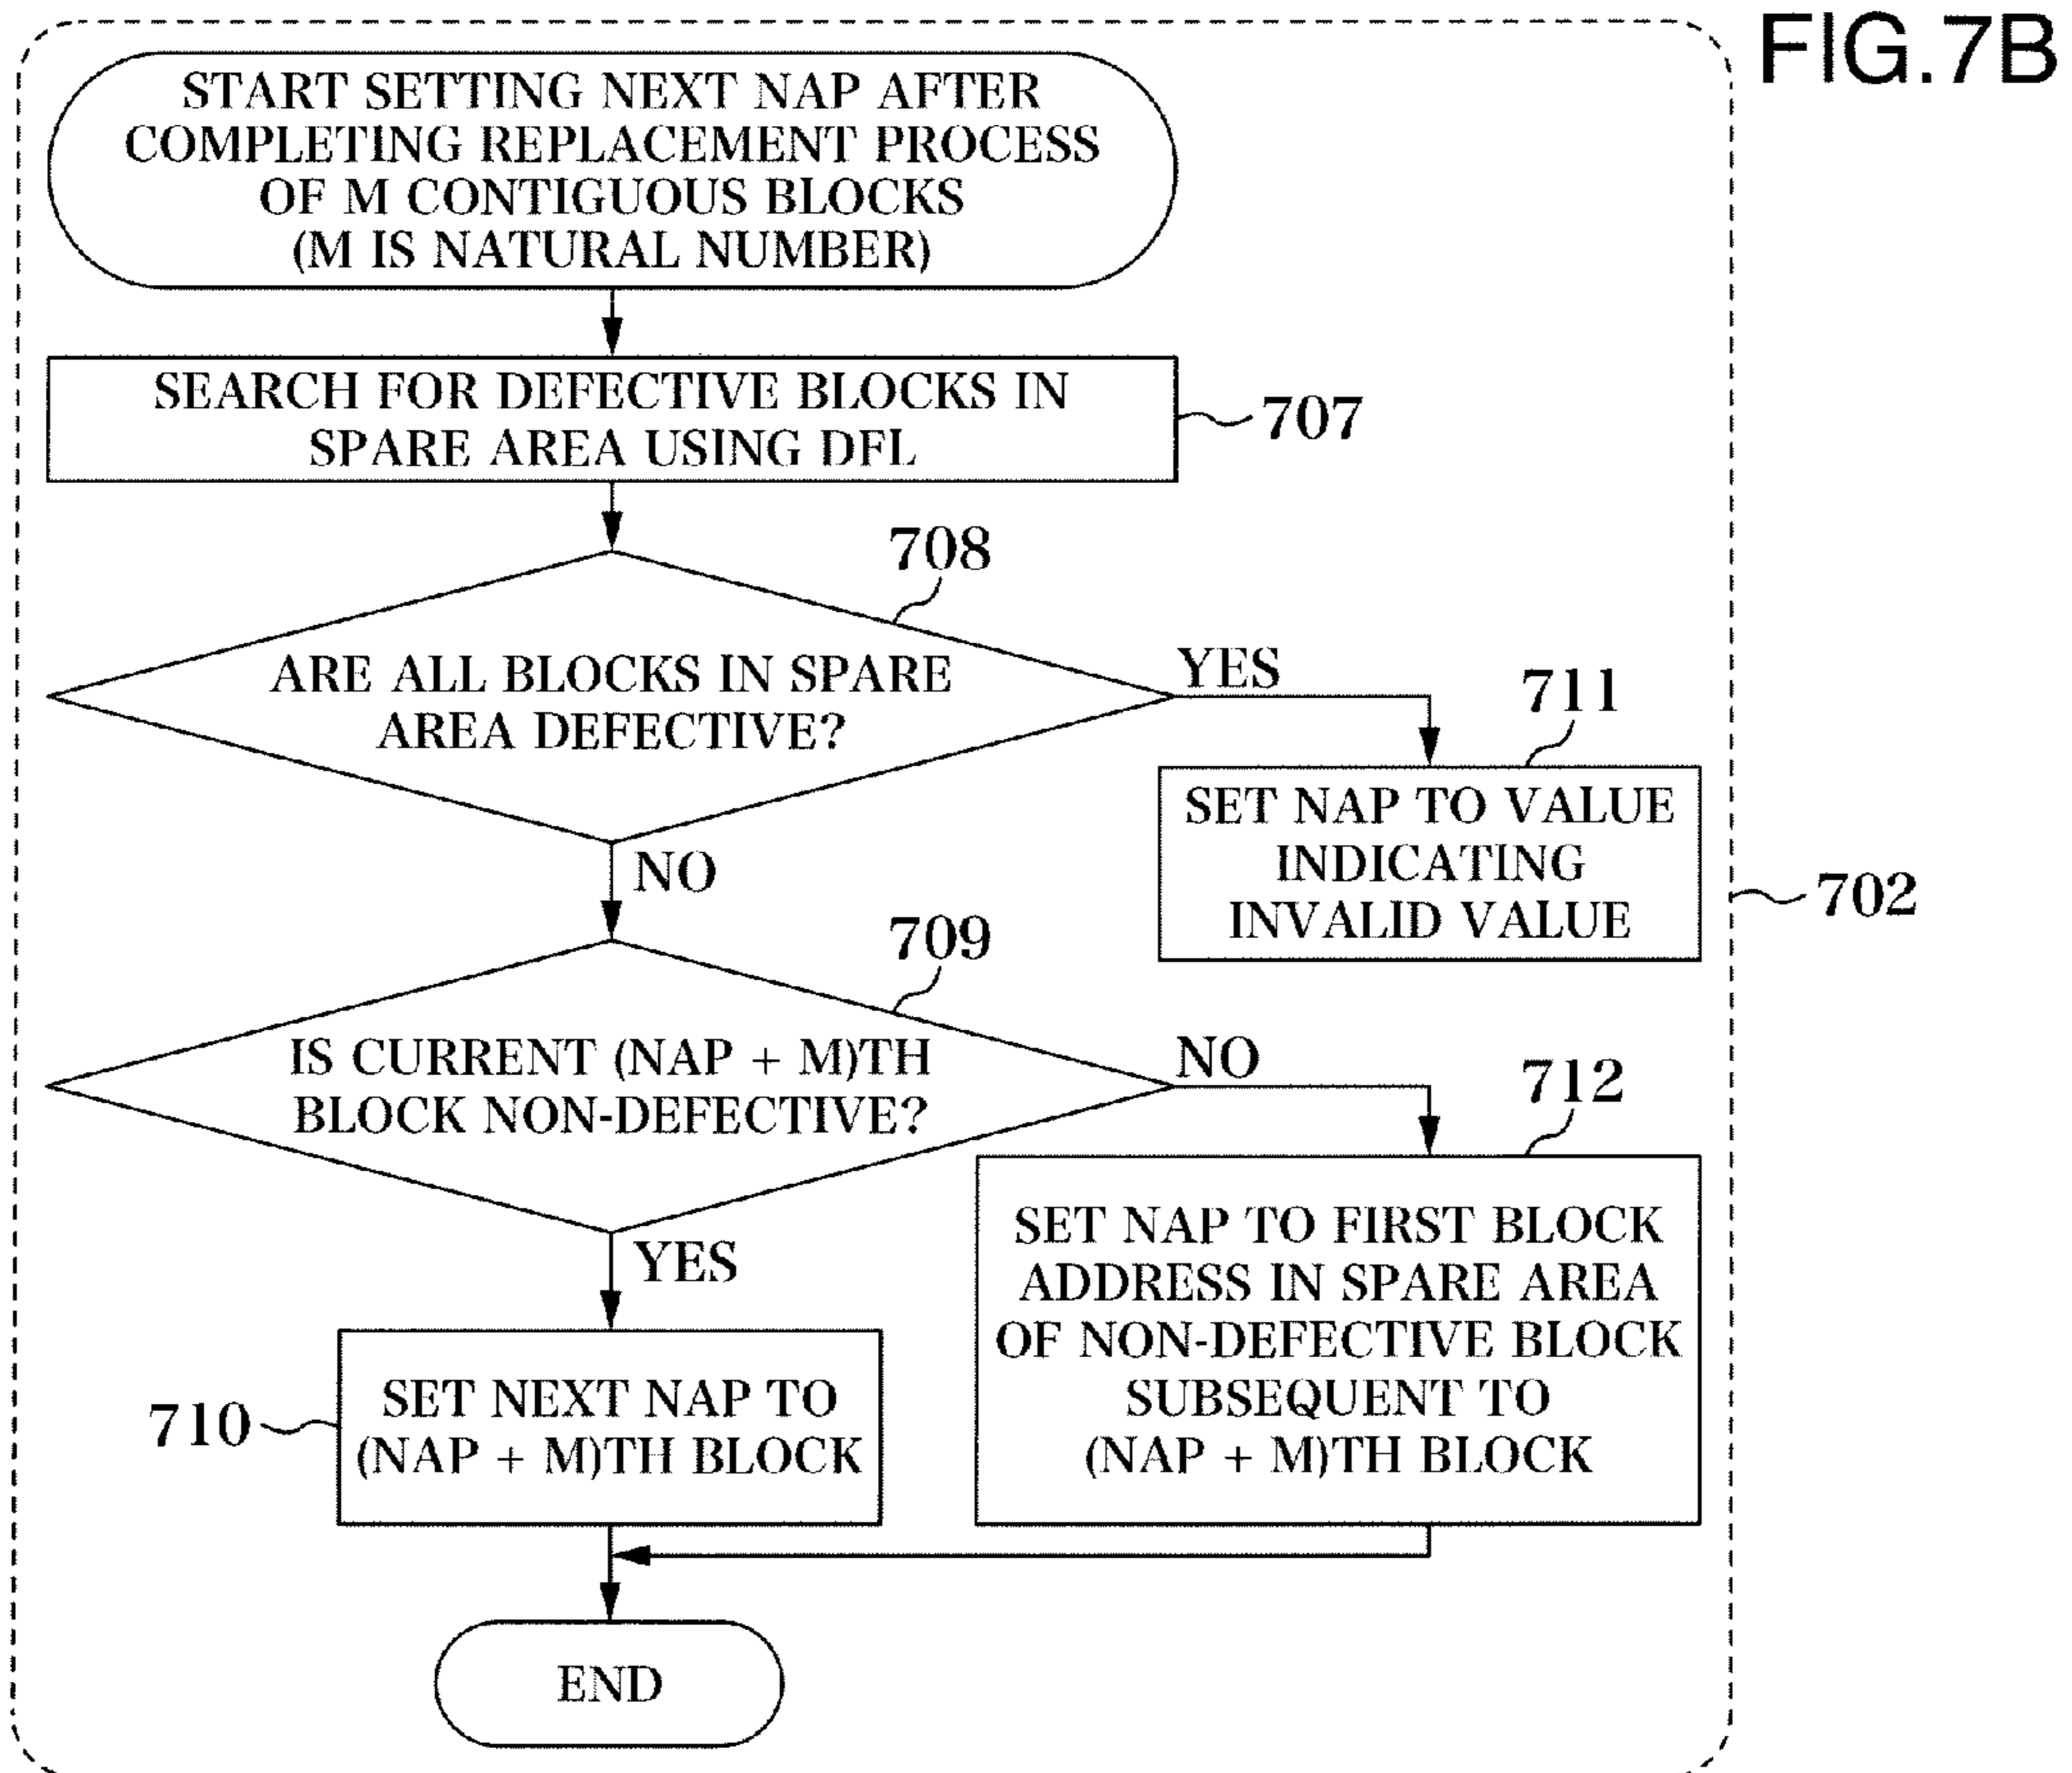 FIG.7B
START SETTING NEXT NAP AFTER
COMPLETING REPLACEMENT PROCESS
OF M CONTIGUOUS BLOCKS
(M IS NATURAL NUMBER)
SEARCH FOR DEFECTIVE BLOCKS IN
SPARE AREA USING DFL
707
708
ARE ALL BLOCKS IN SPARE
AREA DEFECTIVE?
YES
711
SET NAP TO VALUE
INDICATING
INVALID VALUE
702
NO
709
IS CURRENT (NAP + M)TH
BLOCK NON-DEFECTIVE?
NO
712
SET NAP TO FIRST BLOCK
ADDRESS IN SPARE AREA
OF NON-DEFECTIVE BLOCK
SUBSEQUENT TO
(NAP + M)TH BLOCK
YES
710
SET NEXT NAP TO
(NAP + M)TH BLOCK
END